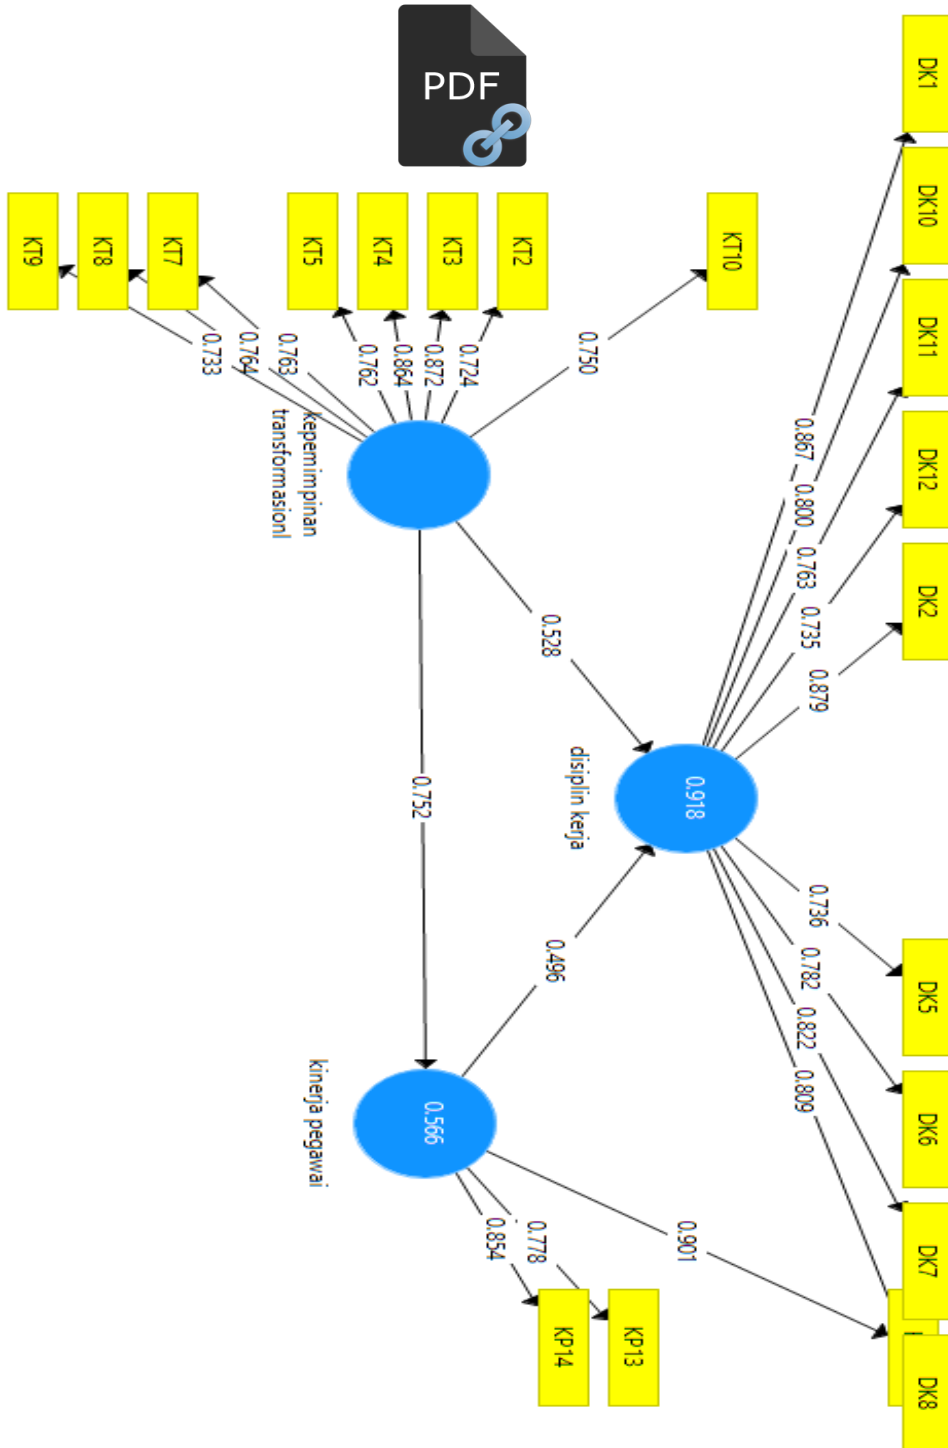 PDF
DK1
DK10
DK11
DK12
DK2
DK5
DK6
DK7
DK8
0.867
0.800
0.763
0.735
0.879
0.736
0.782
0.822
0.809
KT10
0.750
0.918
disiplin kerja
0.901
KP13
KP14
0.778
0.854
0.528
0.496
KT2
KT3
KT4
KT5
KT7
KT8
KT9
0.724
0.872
0.864
0.762
0.763
0.764
0.733
0.752
0.566
kepemimpinan
transformasionl
kinerja pegawai